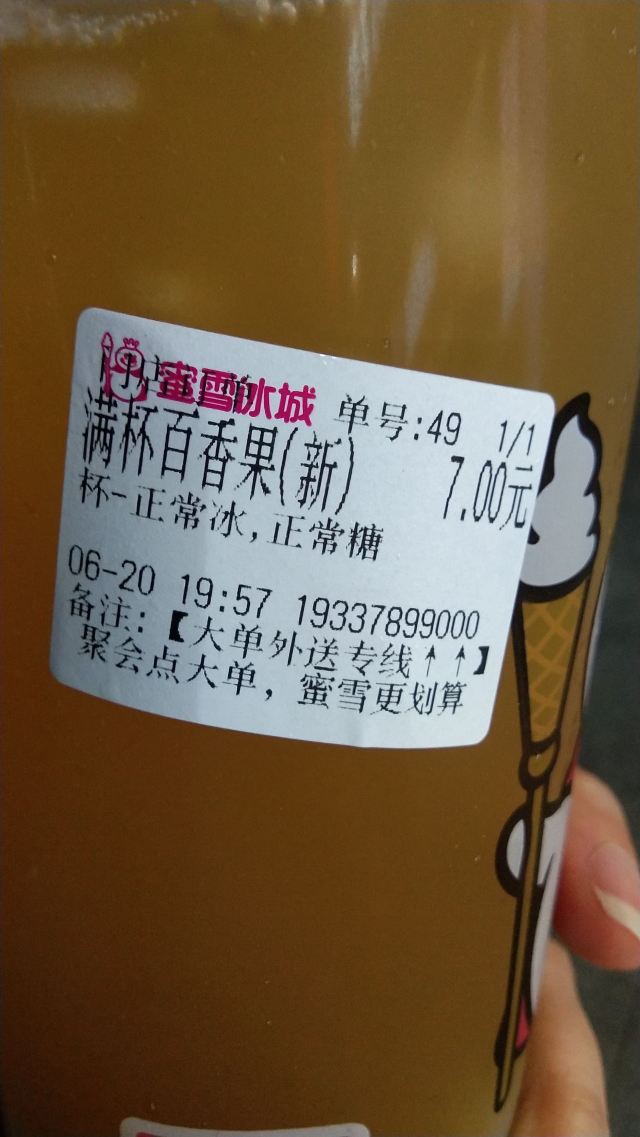 蜜雪冰城
单号:49 1/1
满杯百香果(新) 7.00元
杯-正常冰,正常糖
06-20 19:57 19337899000
备注:【大单外送专线↑↑】
聚会点大单，蜜雪更划算